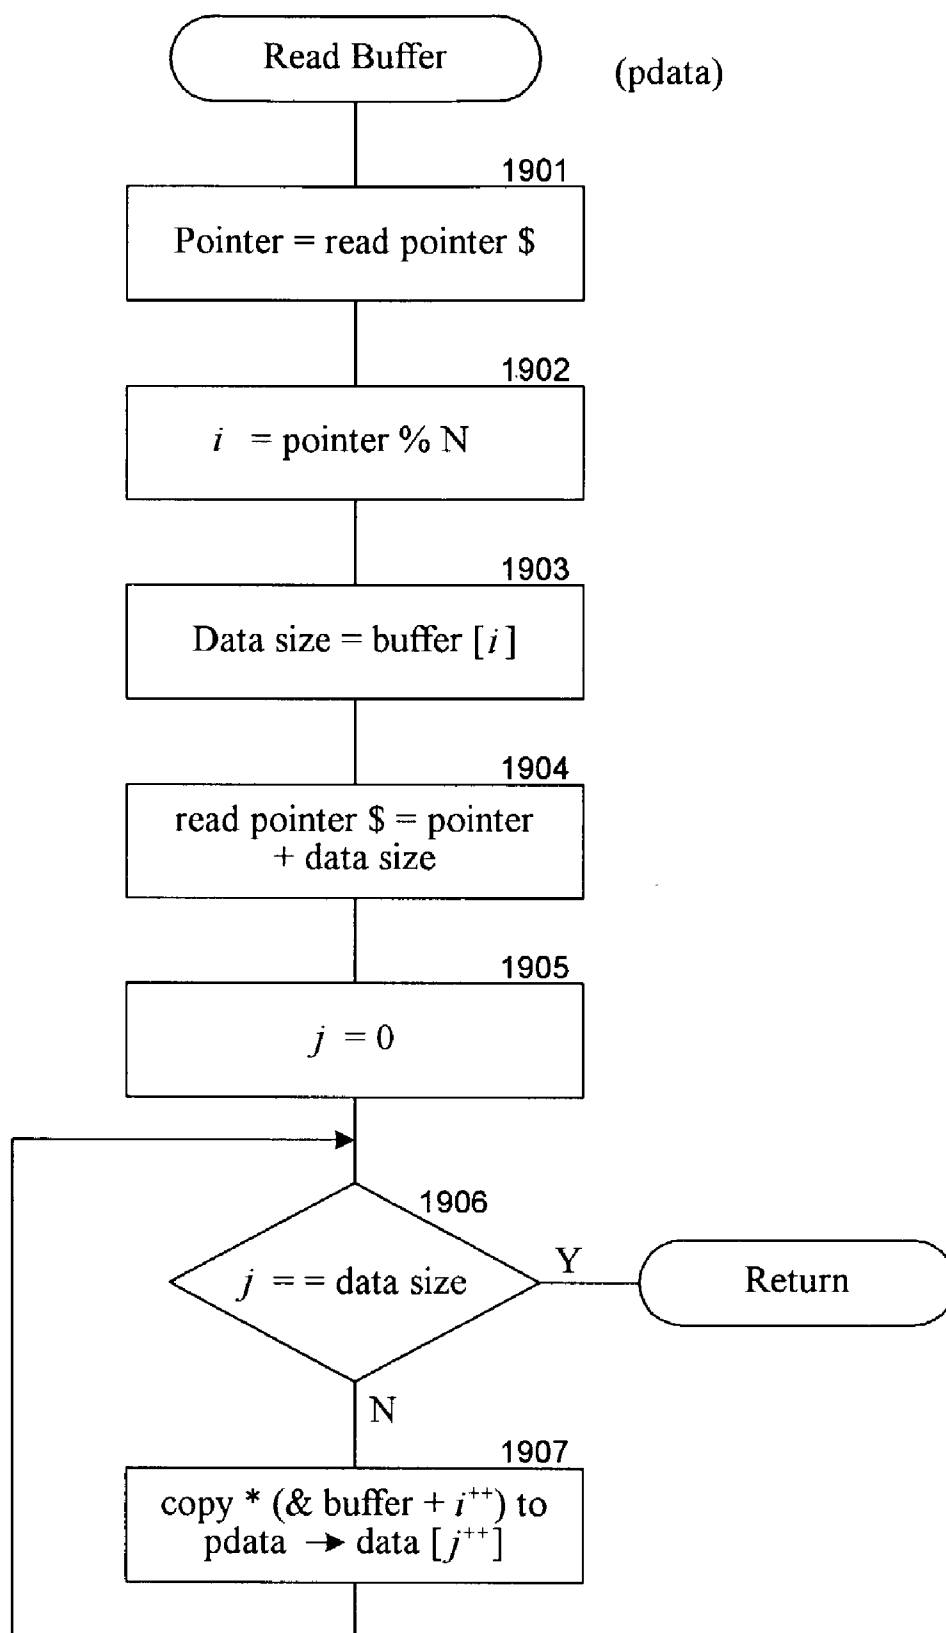 Read Buffer
(pdata)
1901
Pointer = read pointer $
1902
i = pointer % N
1903
Data size = buffer [i]
1904
read pointer $ = pointer
+ data size
1905
j = 0
1906
j = = data size
Y
Return
N
1907
copy * (& buffer + i++) to
pdata → data [j++]